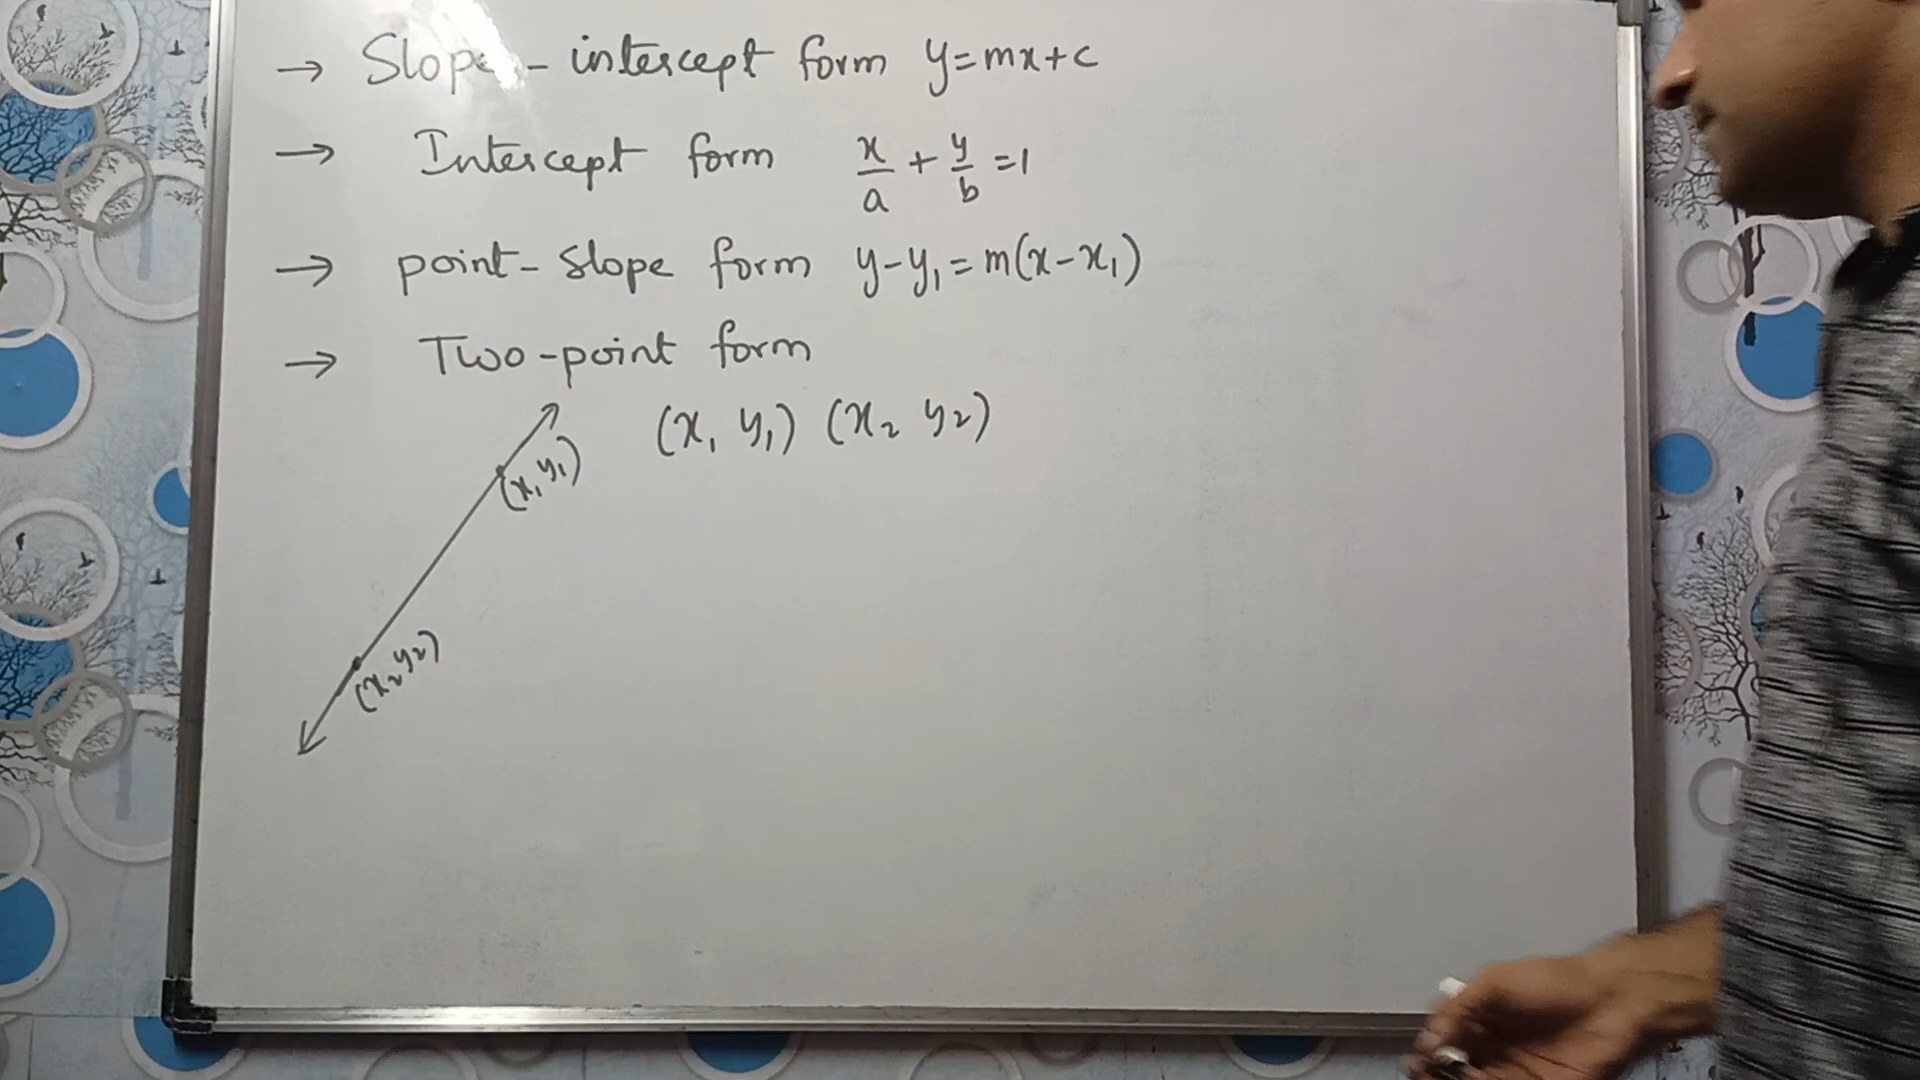 → Slope - intercept form y=mx+c
→ Intercept form x/a + y/b =1
→ point - slope form y-y₁=m(x-x₁)
→ Two-point form
(x₁ y₁) (x₂ y₂)
(x₁ y₁)
(x₂ y₂)